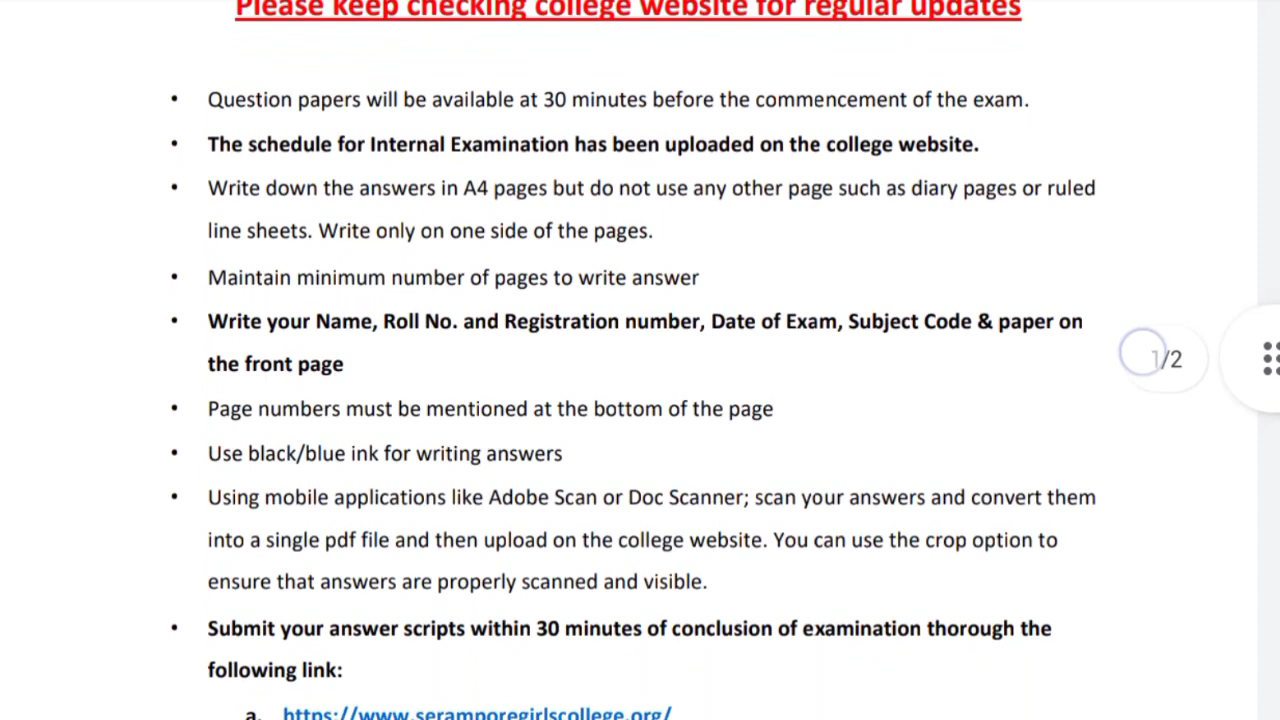 Please keep checking college website for regular updates
• Question papers will be available at 30 minutes before the commencement of the exam.
• The schedule for Internal Examination has been uploaded on the college website.
• Write down the answers in A4 pages but do not use any other page such as diary pages or ruled
line sheets. Write only on one side of the pages.
• Maintain minimum number of pages to write answer
• Write your Name, Roll No. and Registration number, Date of Exam, Subject Code & paper on
the front page
1/2
• Page numbers must be mentioned at the bottom of the page
• Use black/blue ink for writing answers
• Using mobile applications like Adobe Scan or Doc Scanner; scan your answers and convert them
into a single pdf file and then upload on the college website. You can use the crop option to
ensure that answers are properly scanned and visible.
• Submit your answer scripts within 30 minutes of conclusion of examination thorough the
following link:
a. https://www.seramporegirlscollege.org/